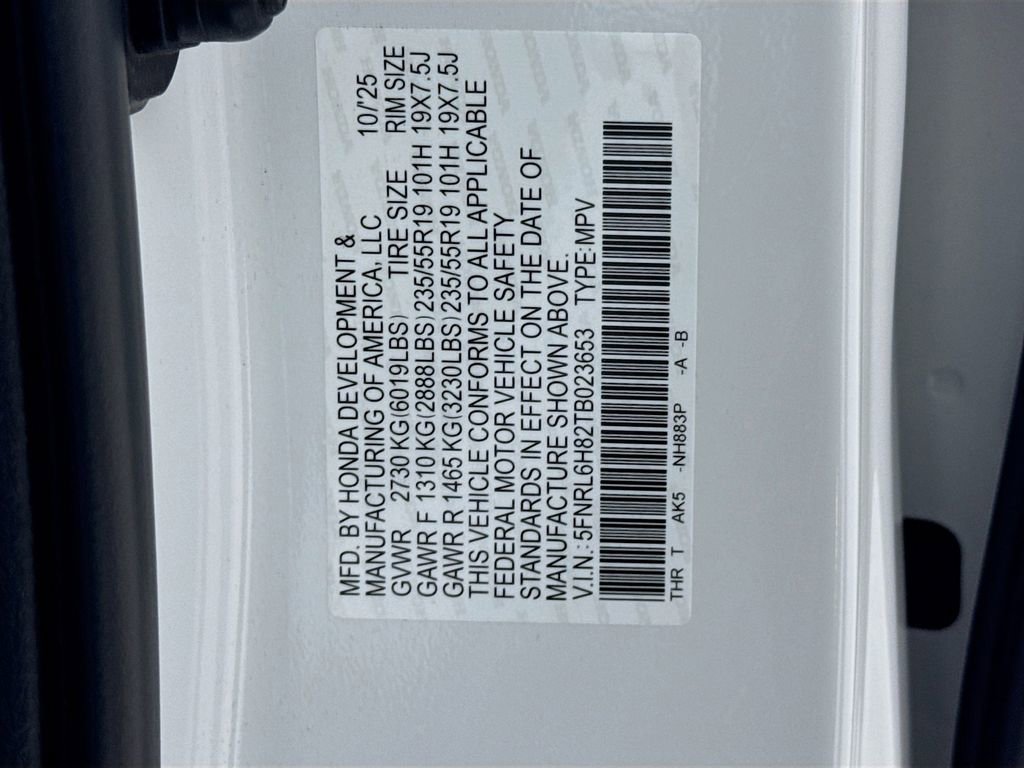 MFD. BY HONDA DEVELOPMENT &
MANUFACTURING OF AMERICA, LLC 10/'25
GVWR 2730 KG(6019LBS) TIRE SIZE RIM SIZE
GAWR F 1310 KG(2888LBS) 235/55R19 101H 19X7.5J
GAWR R 1465 KG(3230LBS) 235/55R19 101H 19X7.5J
THIS VEHICLE CONFORMS TO ALL APPLICABLE
FEDERAL MOTOR VEHICLE SAFETY
STANDARDS IN EFFECT ON THE DATE OF
MANUFACTURE SHOWN ABOVE.
V.I.N.: 5FNRL6H82TB023653 TYPE: MPV
THR T AK5 -NH883P -A -B